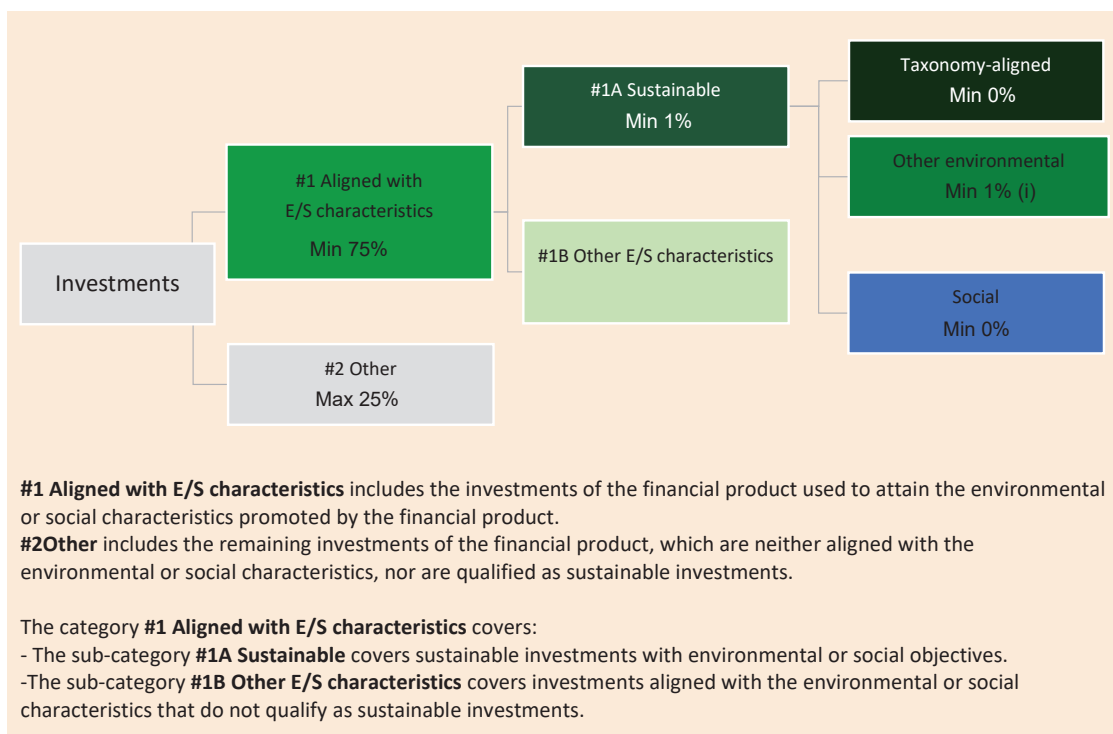 Investments
#1 Aligned with
E/S characteristics
Min 75%
#2 Other
Max 25%
#1A Sustainable
Min 1%
#1B Other E/S characteristics
Taxonomy-aligned
Min 0%
Other environmental
Min 1% (i)
Social
Min 0%
#1 Aligned with E/S characteristics includes the investments of the financial product used to attain the environmental
or social characteristics promoted by the financial product.
#2Other includes the remaining investments of the financial product, which are neither aligned with the
environmental or social characteristics, nor are qualified as sustainable investments.
The category #1 Aligned with E/S characteristics covers:
- The sub-category #1A Sustainable covers sustainable investments with environmental or social objectives.
-The sub-category #1B Other E/S characteristics covers investments aligned with the environmental or social
characteristics that do not qualify as sustainable investments.